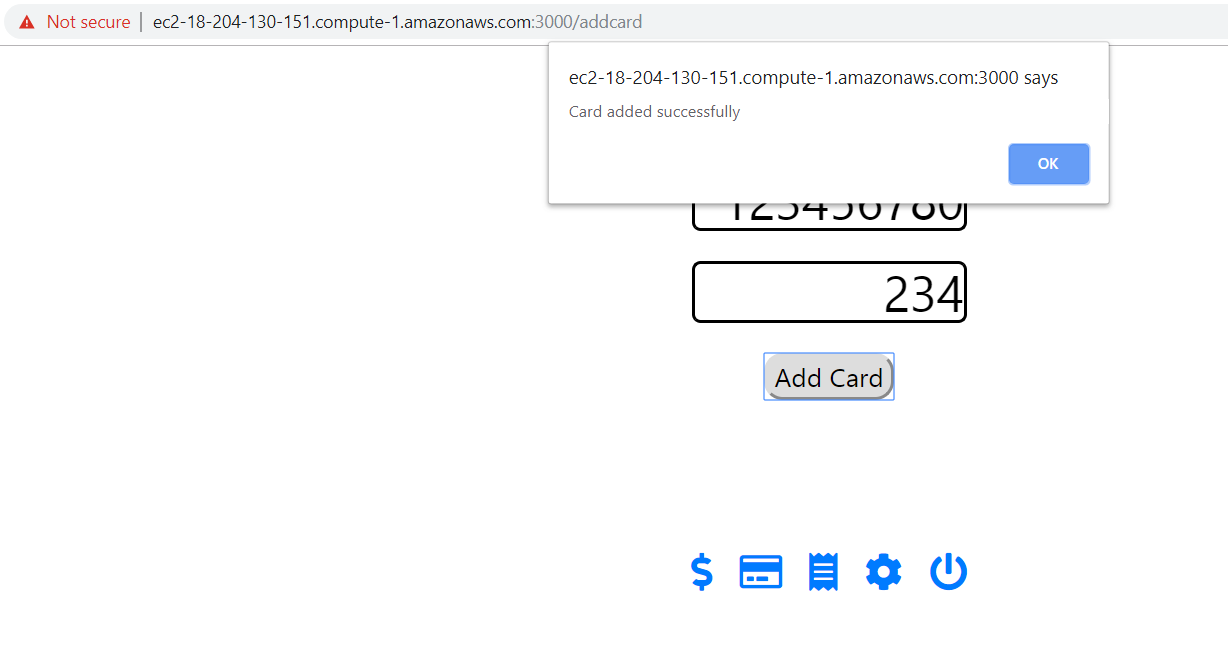 Not secure | ec2-18-204-130-151.compute-1.amazonaws.com:3000/addcard
ec2-18-204-130-151.compute-1.amazonaws.com:3000 says
Card added successfully
OK
123456780
234
Add Card